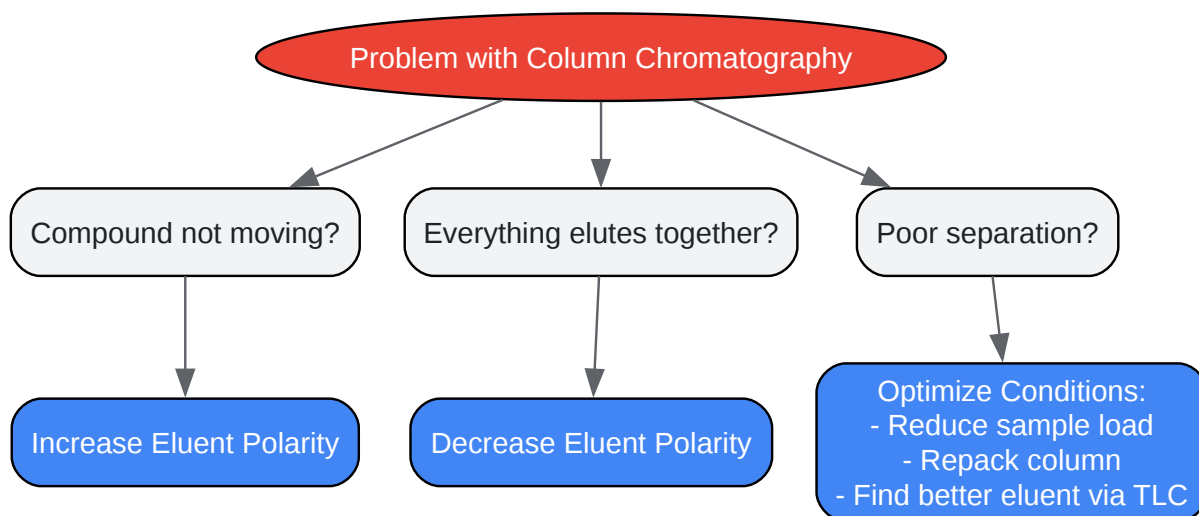 Problem with Column Chromatography
Compound not moving?
Everything elutes together?
Poor separation?
Increase Eluent Polarity
Decrease Eluent Polarity
Optimize Conditions:
- Reduce sample load
- Repack column
- Find better eluent via TLC